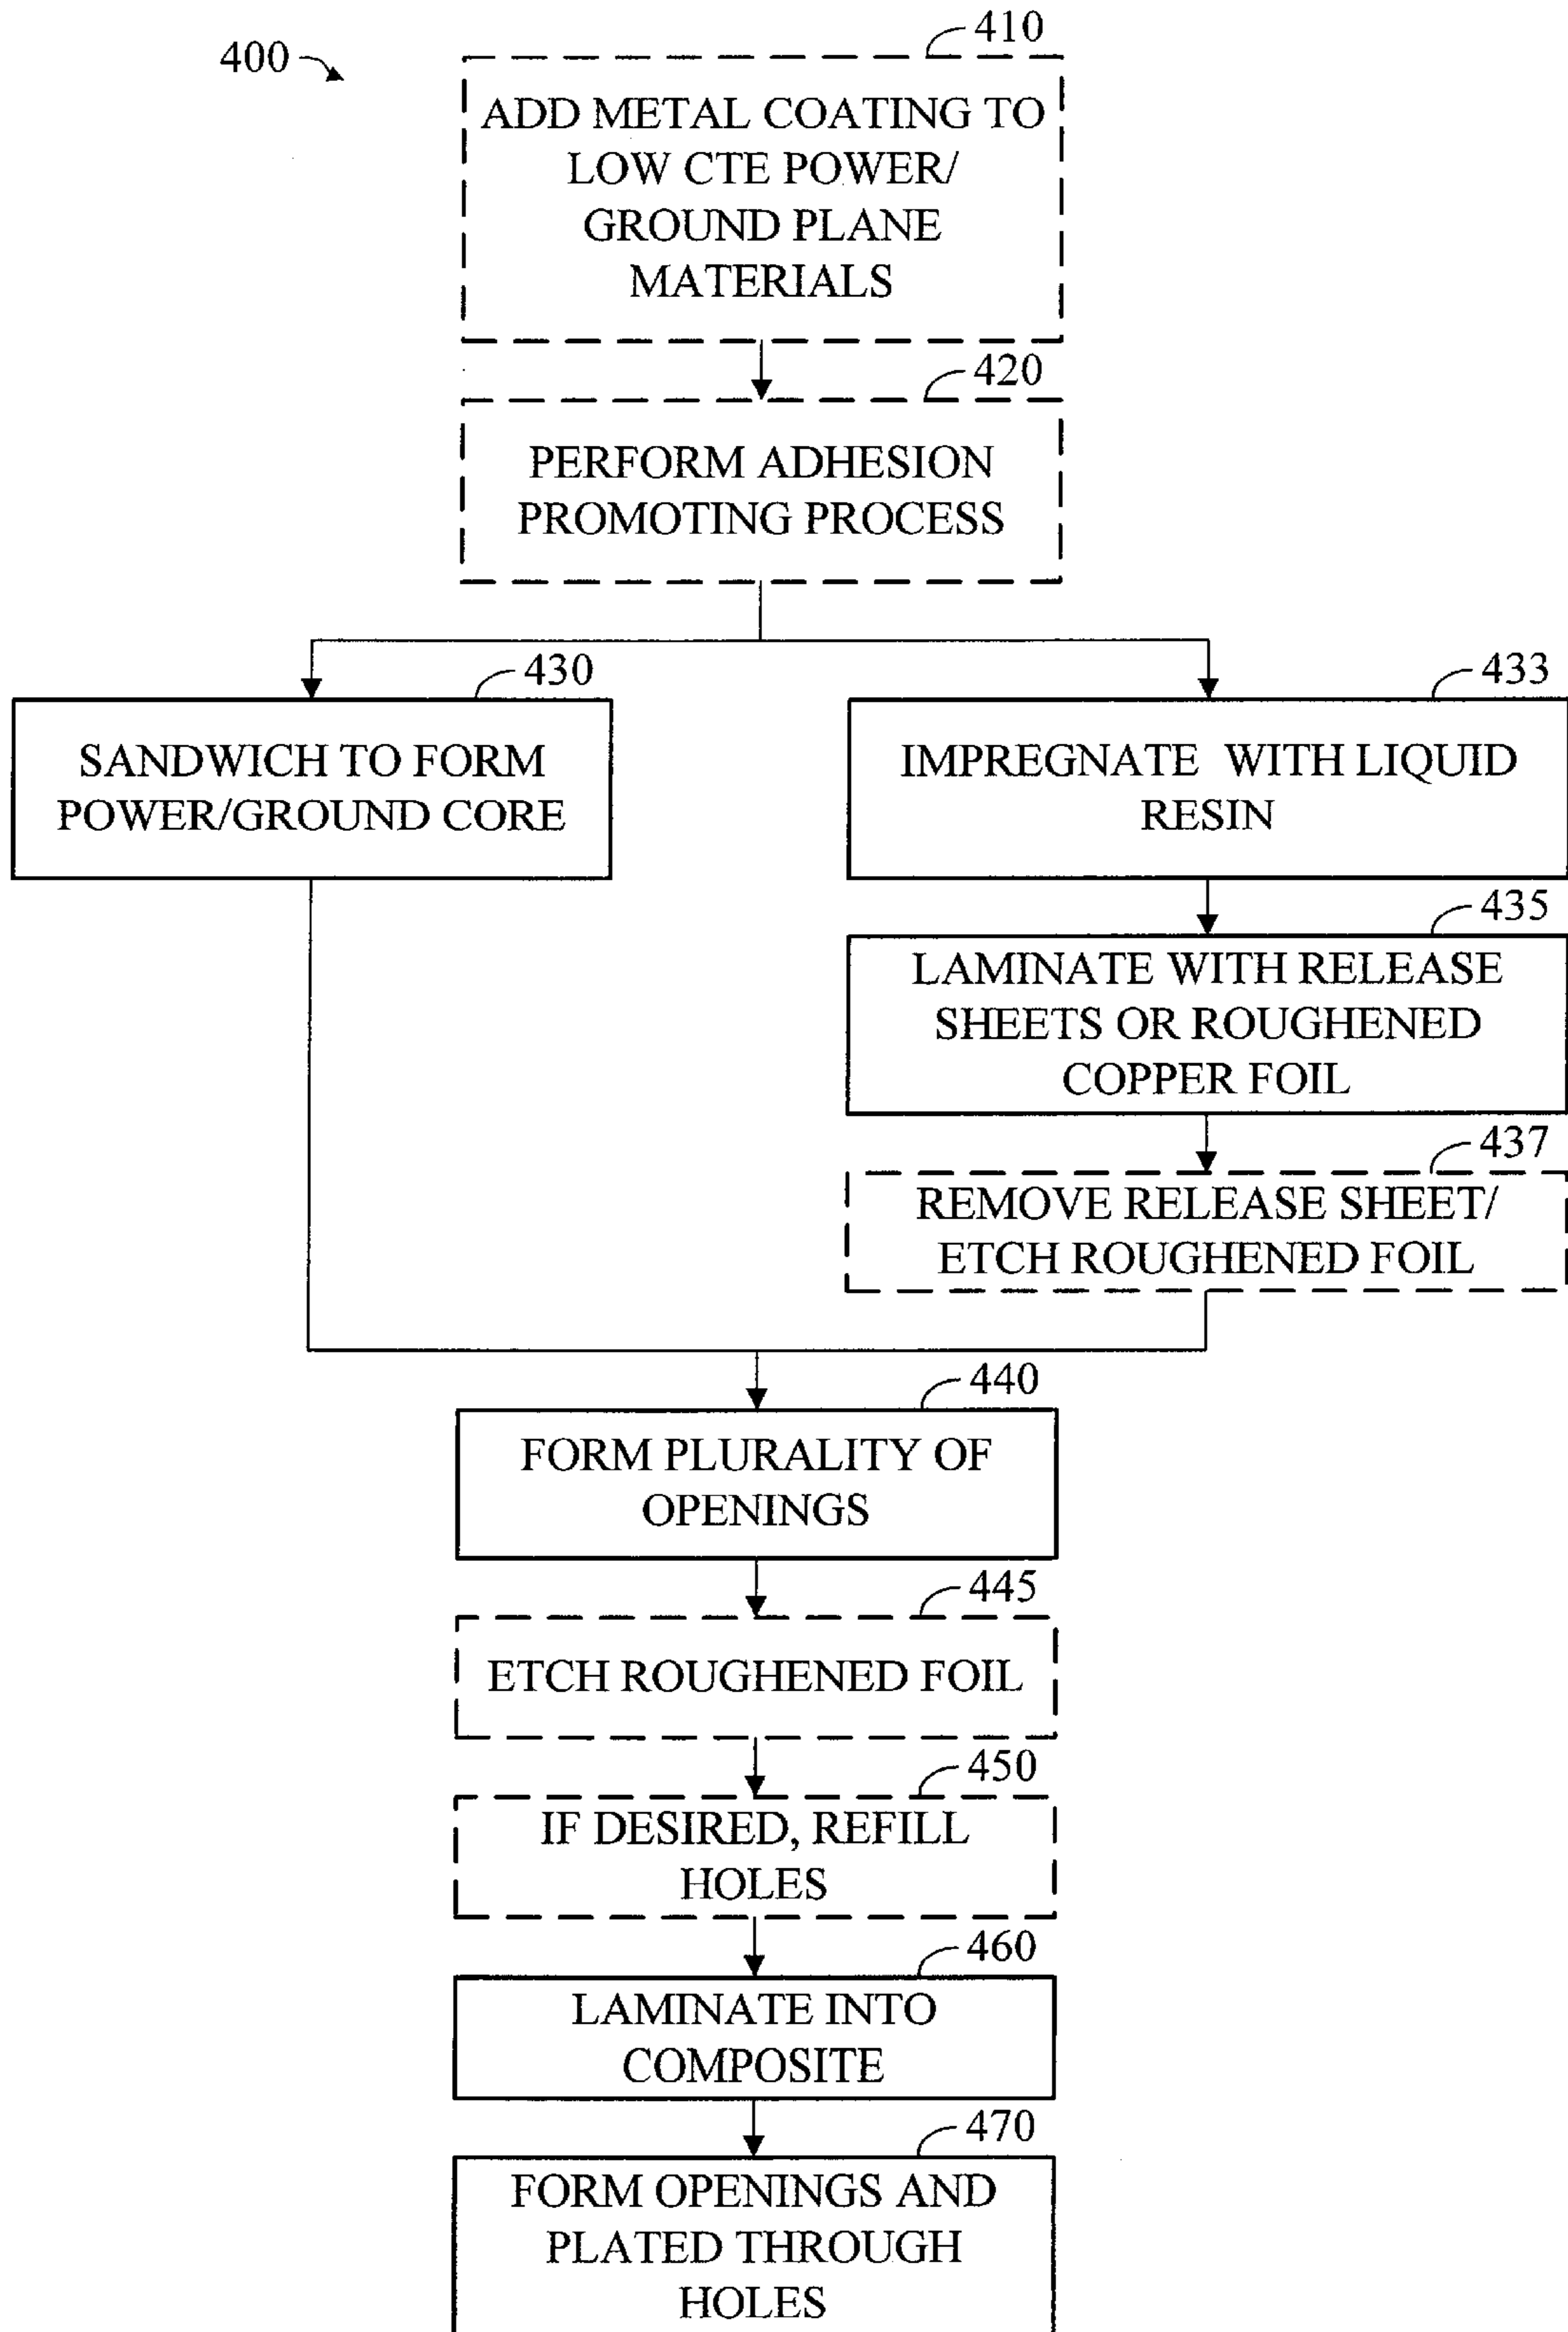 400
410
ADD METAL COATING TO
LOW CTE POWER/
GROUND PLANE
MATERIALS
420
PERFORM ADHESION
PROMOTING PROCESS
430
SANDWICH TO FORM
POWER/GROUND CORE
433
IMPREGNATE WITH LIQUID
RESIN
435
LAMINATE WITH RELEASE
SHEETS OR ROUGHENED
COPPER FOIL
437
REMOVE RELEASE SHEET/
ETCH ROUGHENED FOIL
440
FORM PLURALITY OF
OPENINGS
445
ETCH ROUGHENED FOIL
450
IF DESIRED, REFILL
HOLES
460
LAMINATE INTO
COMPOSITE
470
FORM OPENINGS AND
PLATED THROUGH
HOLES